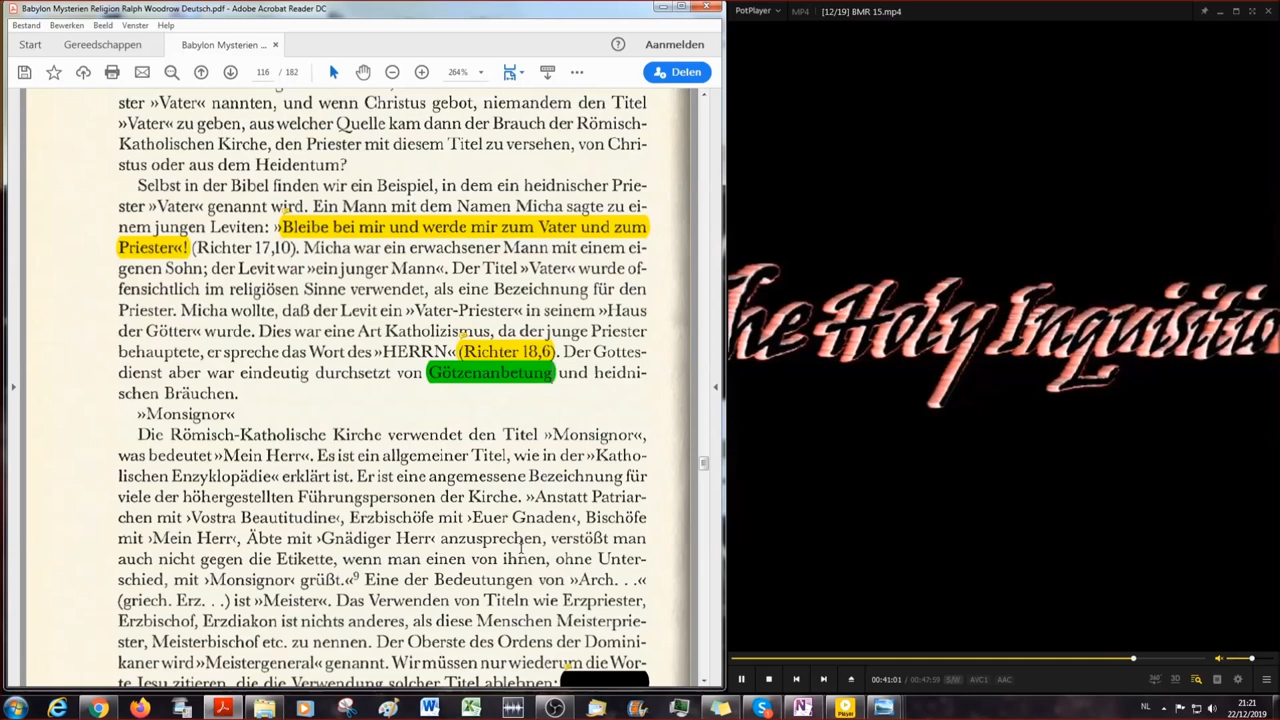 Babylon Mysterien Religion Ralph Woodrow Deutsch.pdf - Adobe Acrobat Reader DC
Bestand Bewerken Beeld Venster Help
Start Gereedschappen Babylon Mysterien ... × Aanmelden
116 / 182 264% Delen
ster »Vater« nannten, und wenn Christus gebot, niemandem den Titel
»Vater« zu geben, aus welcher Quelle kam dann der Brauch der Römisch-
Katholischen Kirche, den Priester mit diesem Titel zu versehen, von Chri-
stus oder aus dem Heidentum?
Selbst in der Bibel finden wir ein Beispiel, in dem ein heidnischer Prie-
ster »Vater« genannt wird. Ein Mann mit dem Namen Micha sagte zu ei-
nem jungen Leviten: »Bleibe bei mir und werde mir zum Vater und zum
Priester«! (Richter 17,10). Micha war ein erwachsener Mann mit einem ei-
genen Sohn; der Levit war »ein junger Mann«. Der Titel »Vater« wurde of-
fensichtlich im religiösen Sinne verwendet, als eine Bezeichnung für den
Priester. Micha wollte, daß der Levit ein »Vater-Priester« in seinem »Haus
der Götter« wurde. Dies war eine Art Katholizismus, da der junge Priester
behauptete, er spreche das Wort des »HERRN« (Richter 18,6). Der Gottes-
dienst aber war eindeutig durchsetzt von Götzenanbetung und heidni-
schen Bräuchen.
»Monsignor«
Die Römisch-Katholische Kirche verwendet den Titel »Monsignor«,
was bedeutet »Mein Herr«. Es ist ein allgemeiner Titel, wie in der »Katho-
lischen Enzyklopädie« erklärt ist. Er ist eine angemessene Bezeichnung für
viele der höhergestellten Führungspersonen der Kirche. »Anstatt Patriar-
chen mit ›Vostra Beautitudine‹, Erzbischöfe mit ›Euer Gnaden‹, Bischöfe
mit ›Mein Herr‹, Äbte mit ›Gnädiger Herr‹ anzusprechen, verstößt man
auch nicht gegen die Etikette, wenn man einen von ihnen, ohne Unter-
schied, mit ›Monsignor‹ grüßt.«⁹ Eine der Bedeutungen von »Arch. . .«
(griech. Erz. . .) ist »Meister«. Das Verwenden von Titeln wie Erzpriester,
Erzbischof, Erzdiakon ist nichts anderes, als diese Menschen Meisterprie-
ster, Meisterbischof etc. zu nennen. Der Oberste des Ordens der Domini-
kaner wird »Meistergeneral« genannt. Wir müssen nur wiederum die Wor-
te Jesu zitieren, die die Verwendung solcher Titel ablehnen:
PotPlayer MP4 [12/19] BMR 15.mp4
he Holy Inquisitio
00:41:01 / 00:47:59 S/W AVC1 AAC
NL 21:21
22/12/2019